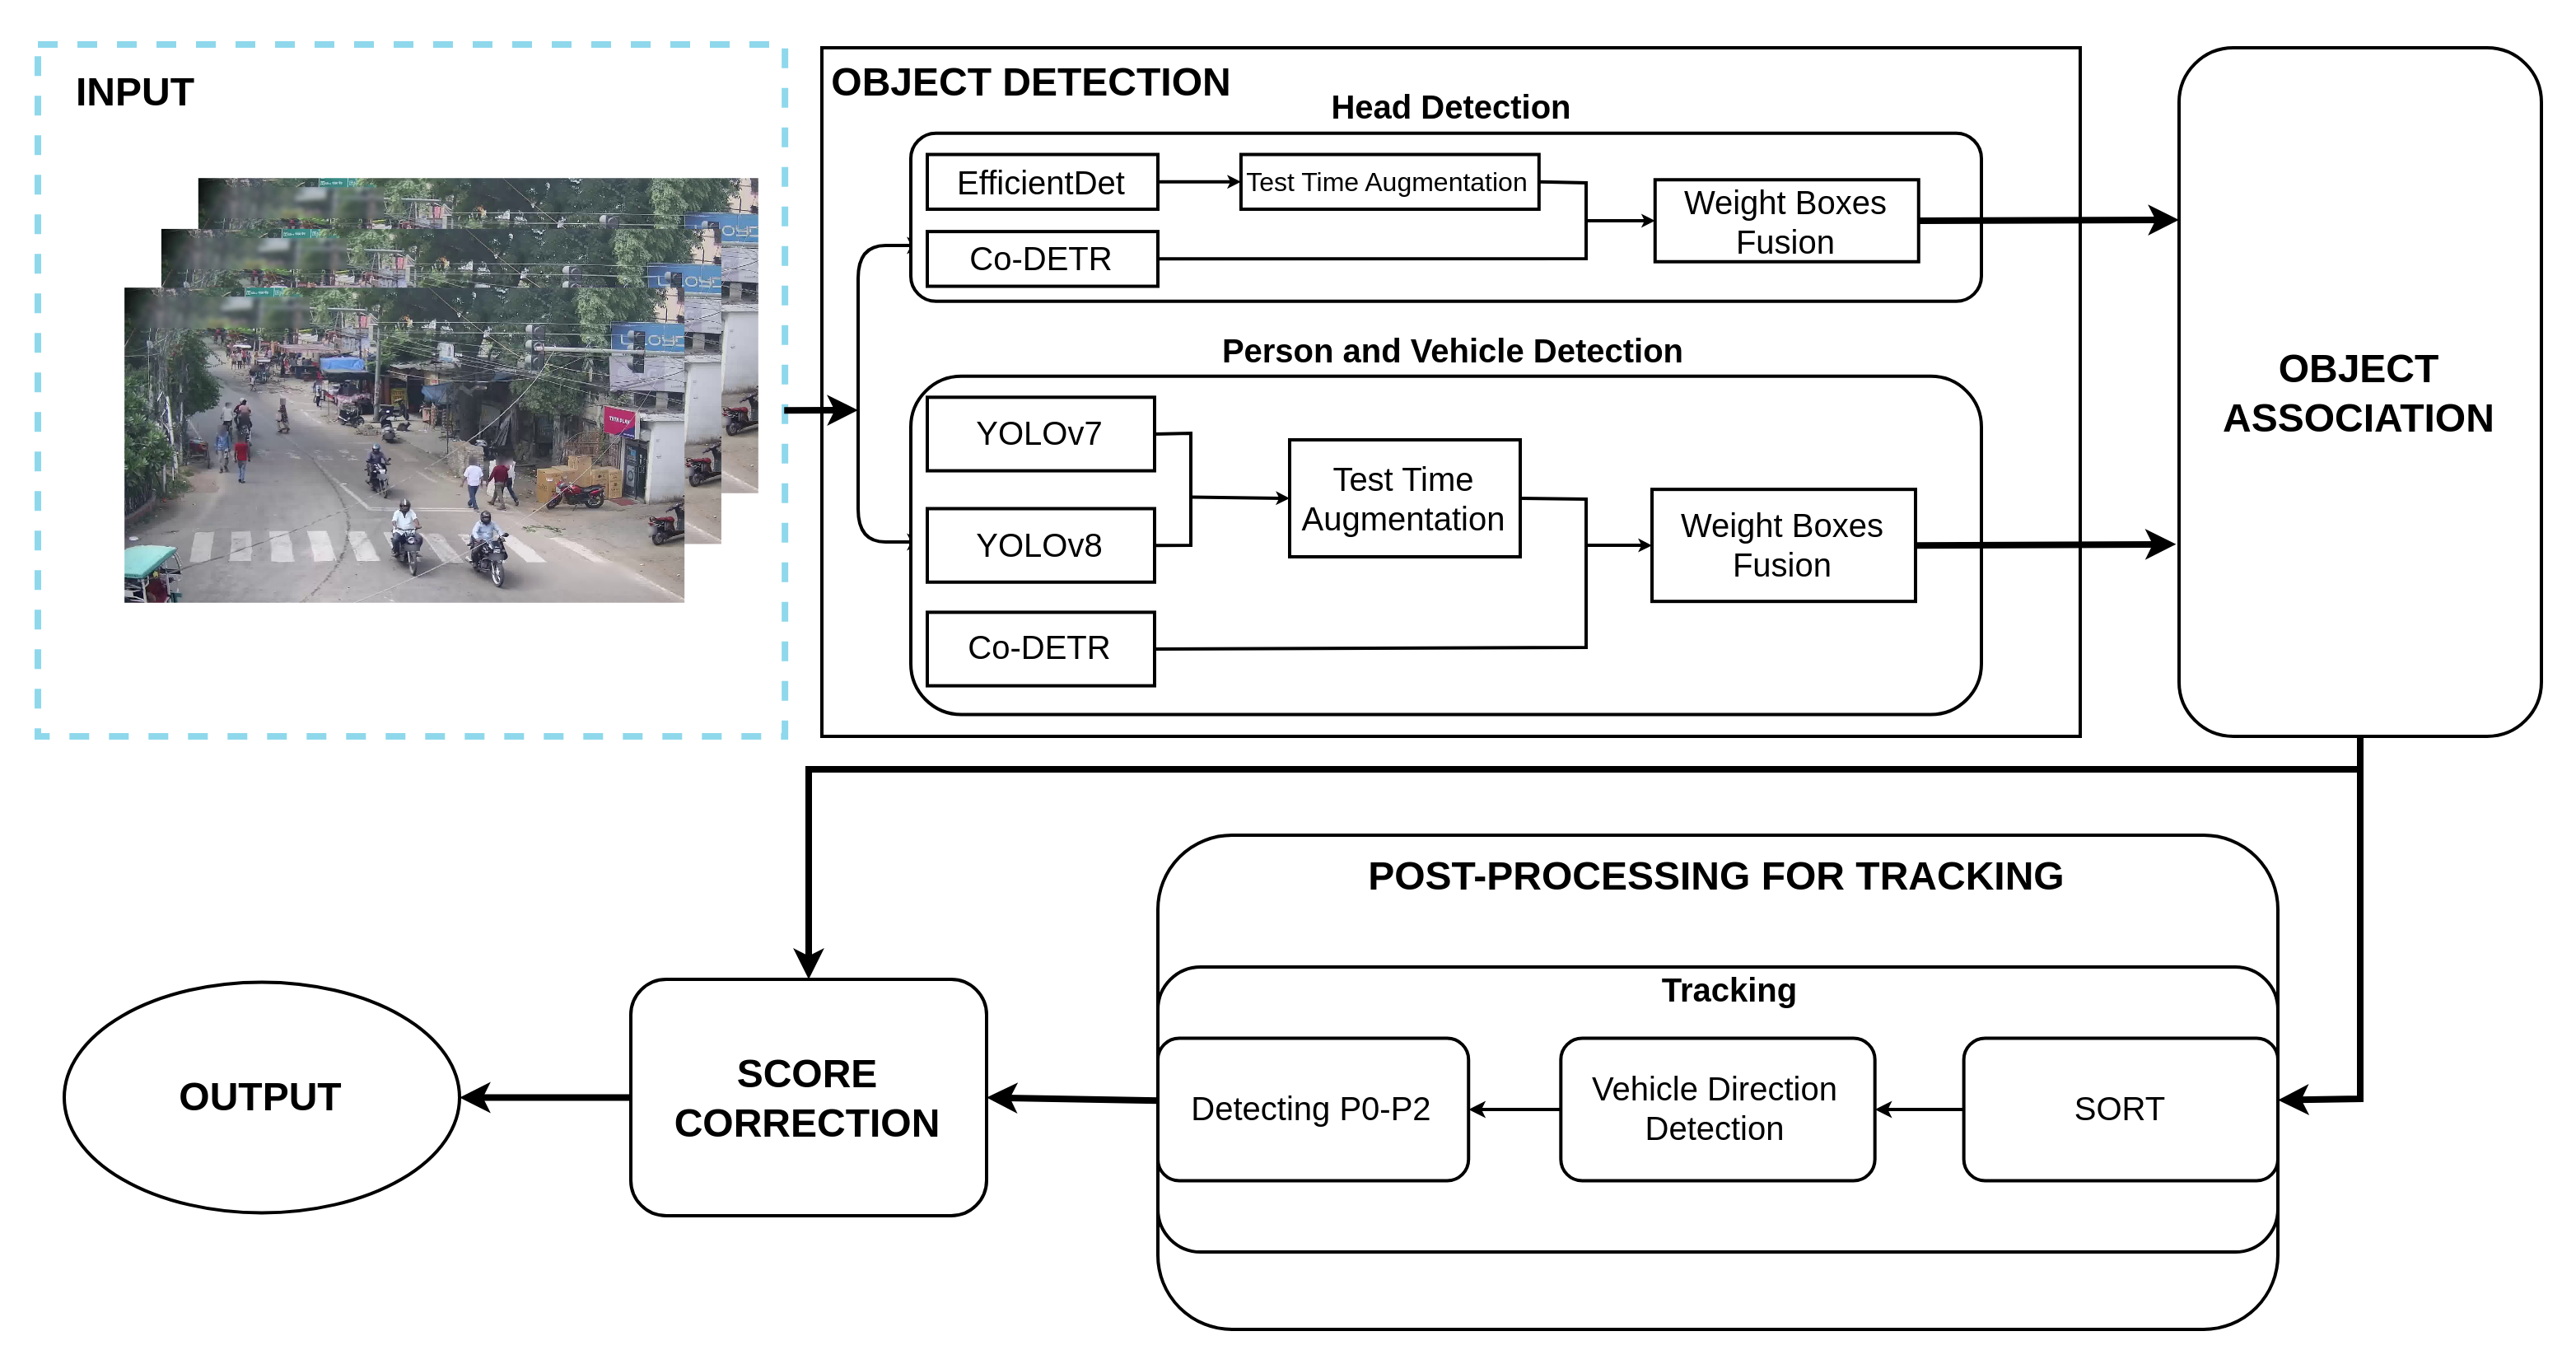 INPUT
OBJECT DETECTION
Head Detection
EfficientDet
Test Time Augmentation
Co-DETR
Weight Boxes
Fusion
Person and Vehicle Detection
YOLOv7
YOLOv8
Co-DETR
Test Time
Augmentation
Weight Boxes
Fusion
OBJECT
ASSOCIATION
POST-PROCESSING FOR TRACKING
Tracking
SORT
Vehicle Direction
Detection
Detecting P0-P2
SCORE
CORRECTION
OUTPUT